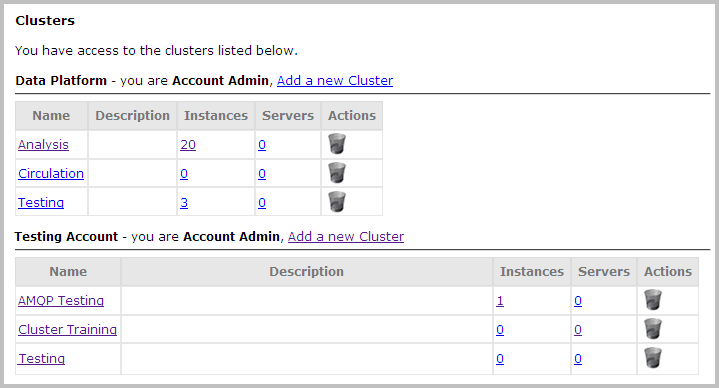 Clusters
You have access to the clusters listed below.
Data Platform - you are Account Admin, Add a new Cluster
Name Description Instances Servers Actions
Analysis 20 0
Circulation 0 0
Testing 3 0
Testing Account - you are Account Admin, Add a new Cluster
Name Description Instances Servers Actions
AMQP Testing 1 0
Cluster Training 0 0
Testing 0 0